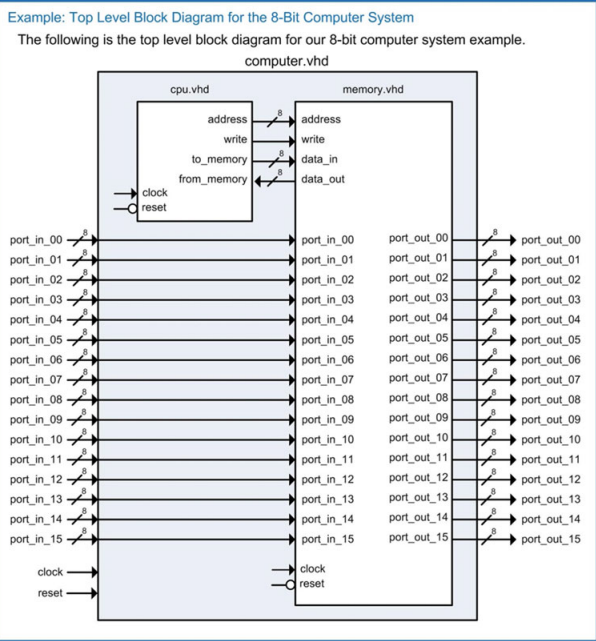 Example: Top Level Block Diagram for the 8-Bit Computer System
The following is the top level block diagram for our 8-bit computer system example.
computer.vhd
cpu.vhd memory.vhd
address 8 address
write write
to_memory 8 data_in
from_memory 8 data_out
clock
reset
port_in_00 8 port_in_00 port_out_00 8 port_out_00
port_in_01 8 port_in_01 port_out_01 8 port_out_01
port_in_02 8 port_in_02 port_out_02 8 port_out_02
port_in_03 8 port_in_03 port_out_03 8 port_out_03
port_in_04 8 port_in_04 port_out_04 8 port_out_04
port_in_05 8 port_in_05 port_out_05 8 port_out_05
port_in_06 8 port_in_06 port_out_06 8 port_out_06
port_in_07 8 port_in_07 port_out_07 8 port_out_07
port_in_08 8 port_in_08 port_out_08 8 port_out_08
port_in_09 8 port_in_09 port_out_09 8 port_out_09
port_in_10 8 port_in_10 port_out_10 8 port_out_10
port_in_11 8 port_in_11 port_out_11 8 port_out_11
port_in_12 8 port_in_12 port_out_12 8 port_out_12
port_in_13 8 port_in_13 port_out_13 8 port_out_13
port_in_14 8 port_in_14 port_out_14 8 port_out_14
port_in_15 8 port_in_15 port_out_15 8 port_out_15
clock clock
reset reset